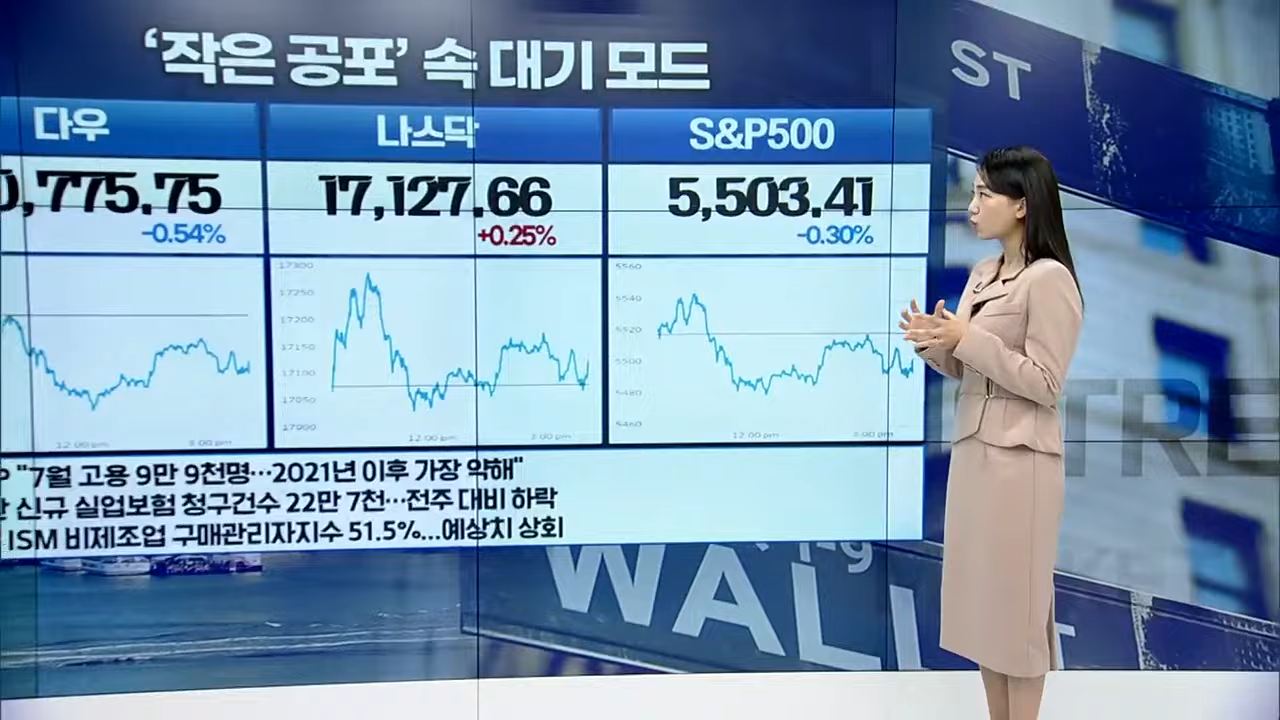 '작은 공포' 속 대기 모드
ST
다우
나스닥
S&P500
0,775.75
17,127.66
5,503.41
-0.54%
+0.25%
-0.30%
17300
17250
17200
17150
17100
17050
17000
5560
5540
5520
5500
5480
5460
12:00 pm
3:00 pm
12:00 pm
3:00 pm
12:00 pm
3:00 pm
P "7월 고용 9만 9천명…2021년 이후 가장 약해"
신규 실업보험 청구건수 22만 7천…전주 대비 하락
ISM 비제조업 구매관리자지수 51.5%...예상치 상회
TRE
1-9
WALL